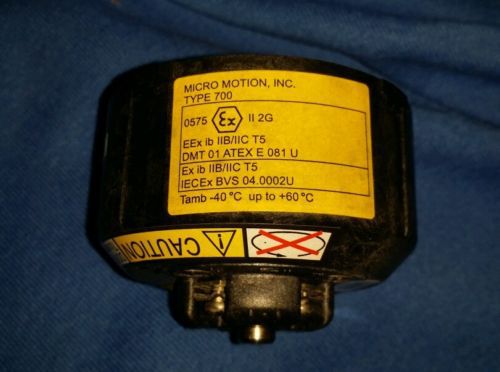 MICRO MOTION, INC.
TYPE 700
0575 Ex II 2G
EEx ib IIB/IIC T5
DMT 01 ATEX E 081 U
Ex ib IIB/IIC T5
IECEx BVS 04.0002U
Tamb -40 °C up to +60°C
CAUTION